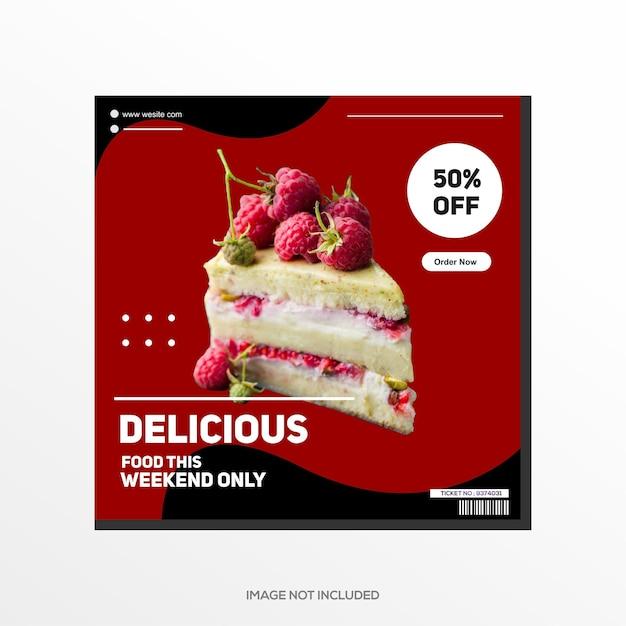 www.wesite com
50%
OFF
Order Now
DELICIOUS
FOOD THIS
WEEKEND ONLY
TICKET NO : 9374031
IMAGE NOT INCLUDED